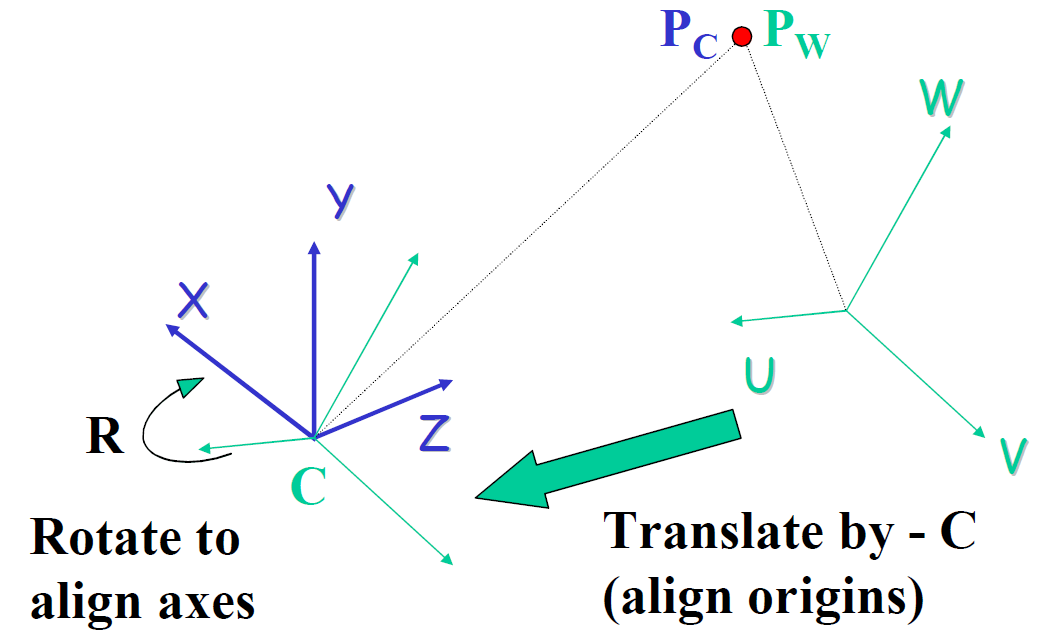 P_C P_W
W
y
X
U
Z
R
V
C
Rotate to
align axes
Translate by - C
(align origins)